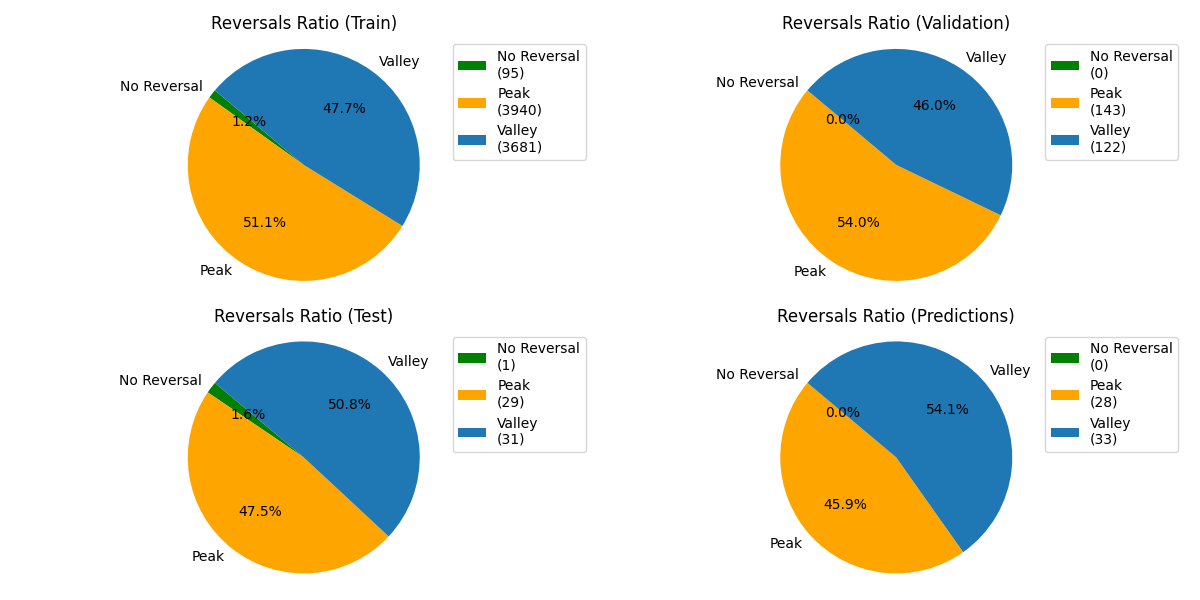 Reversals Ratio (Train)
No Reversal
Valley
1.2%
47.7%
51.1%
Peak
No Reversal
(95)
Peak
(3940)
Valley
(3681)
Reversals Ratio (Validation)
No Reversal
Valley
0.0%
46.0%
54.0%
Peak
No Reversal
(0)
Peak
(143)
Valley
(122)
Reversals Ratio (Test)
No Reversal
Valley
1.6%
50.8%
47.5%
Peak
No Reversal
(1)
Peak
(29)
Valley
(31)
Reversals Ratio (Predictions)
No Reversal
Valley
0.0%
54.1%
45.9%
Peak
No Reversal
(0)
Peak
(28)
Valley
(33)